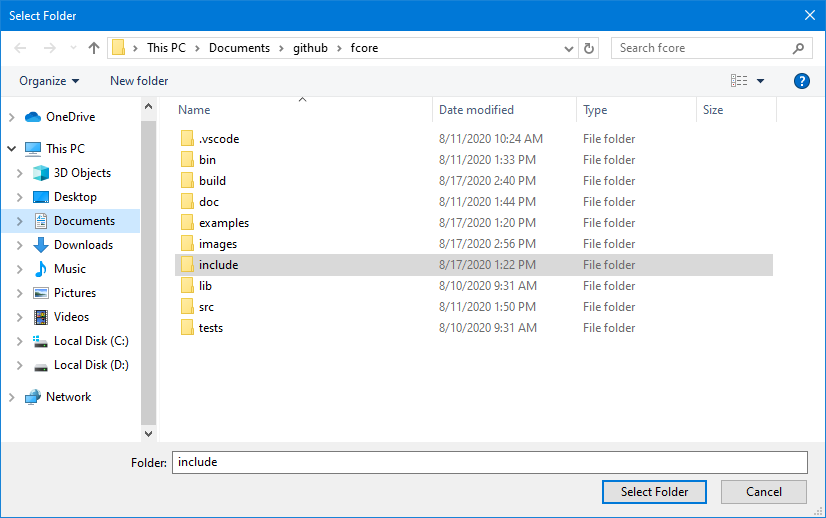 Select Folder
This PC Documents github fcore
Search fcore
Organize New folder
?
Name Date modified Type Size
OneDrive
This PC
3D Objects
Desktop
Documents
Downloads
Music
Pictures
Videos
Local Disk (C:)
Local Disk (D:)
Network
.vscode 8/11/2020 10:24 AM File folder
bin 8/11/2020 1:33 PM File folder
build 8/17/2020 2:40 PM File folder
doc 8/11/2020 1:44 PM File folder
examples 8/17/2020 1:20 PM File folder
images 8/17/2020 2:56 PM File folder
include 8/17/2020 1:22 PM File folder
lib 8/10/2020 9:31 AM File folder
src 8/11/2020 1:50 PM File folder
tests 8/10/2020 9:31 AM File folder
Folder: include
Select Folder Cancel